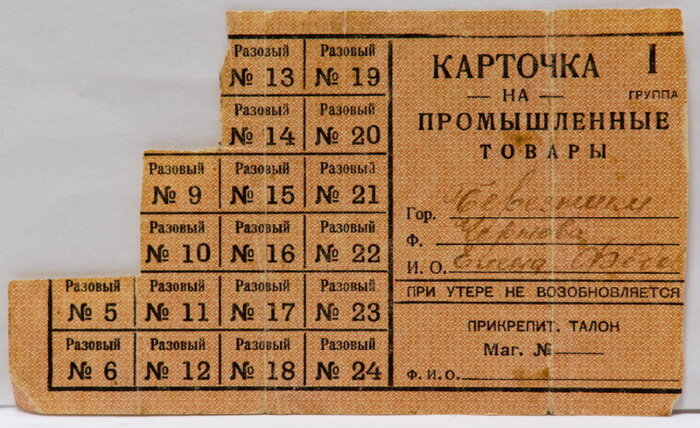 Разовый № 13 Разовый № 19
Разовый № 14 Разовый № 20
Разовый № 9 Разовый № 15 Разовый № 21
Разовый № 10 Разовый № 16 Разовый № 22
Разовый № 5 Разовый № 11 Разовый № 17 Разовый № 23
Разовый № 6 Разовый № 12 Разовый № 18 Разовый № 24
КАРТОЧКА I
— НА — ГРУППА
ПРОМЫШЛЕННЫЕ
ТОВАРЫ
Гор.
Ф.
И. О.
ПРИ УТЕРЕ НЕ ВОЗОБНОВЛЯЕТСЯ
ПРИКРЕПИТ. ТАЛОН
Маг. №
Ф. И. О.